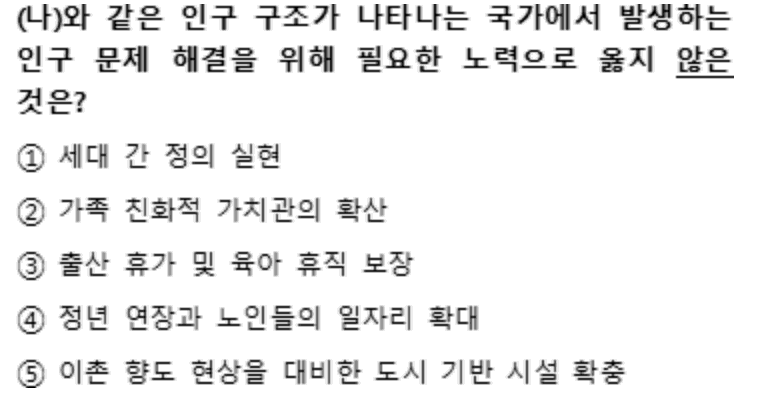 (나)와 같은 인구 구조가 나타나는 국가에서 발생하는
인구 문제 해결을 위해 필요한 노력으로 옳지 않은
것은?
① 세대 간 정의 실현
② 가족 친화적 가치관의 확산
③ 출산 휴가 및 육아 휴직 보장
④ 정년 연장과 노인들의 일자리 확대
⑤ 이촌 향도 현상을 대비한 도시 기반 시설 확충